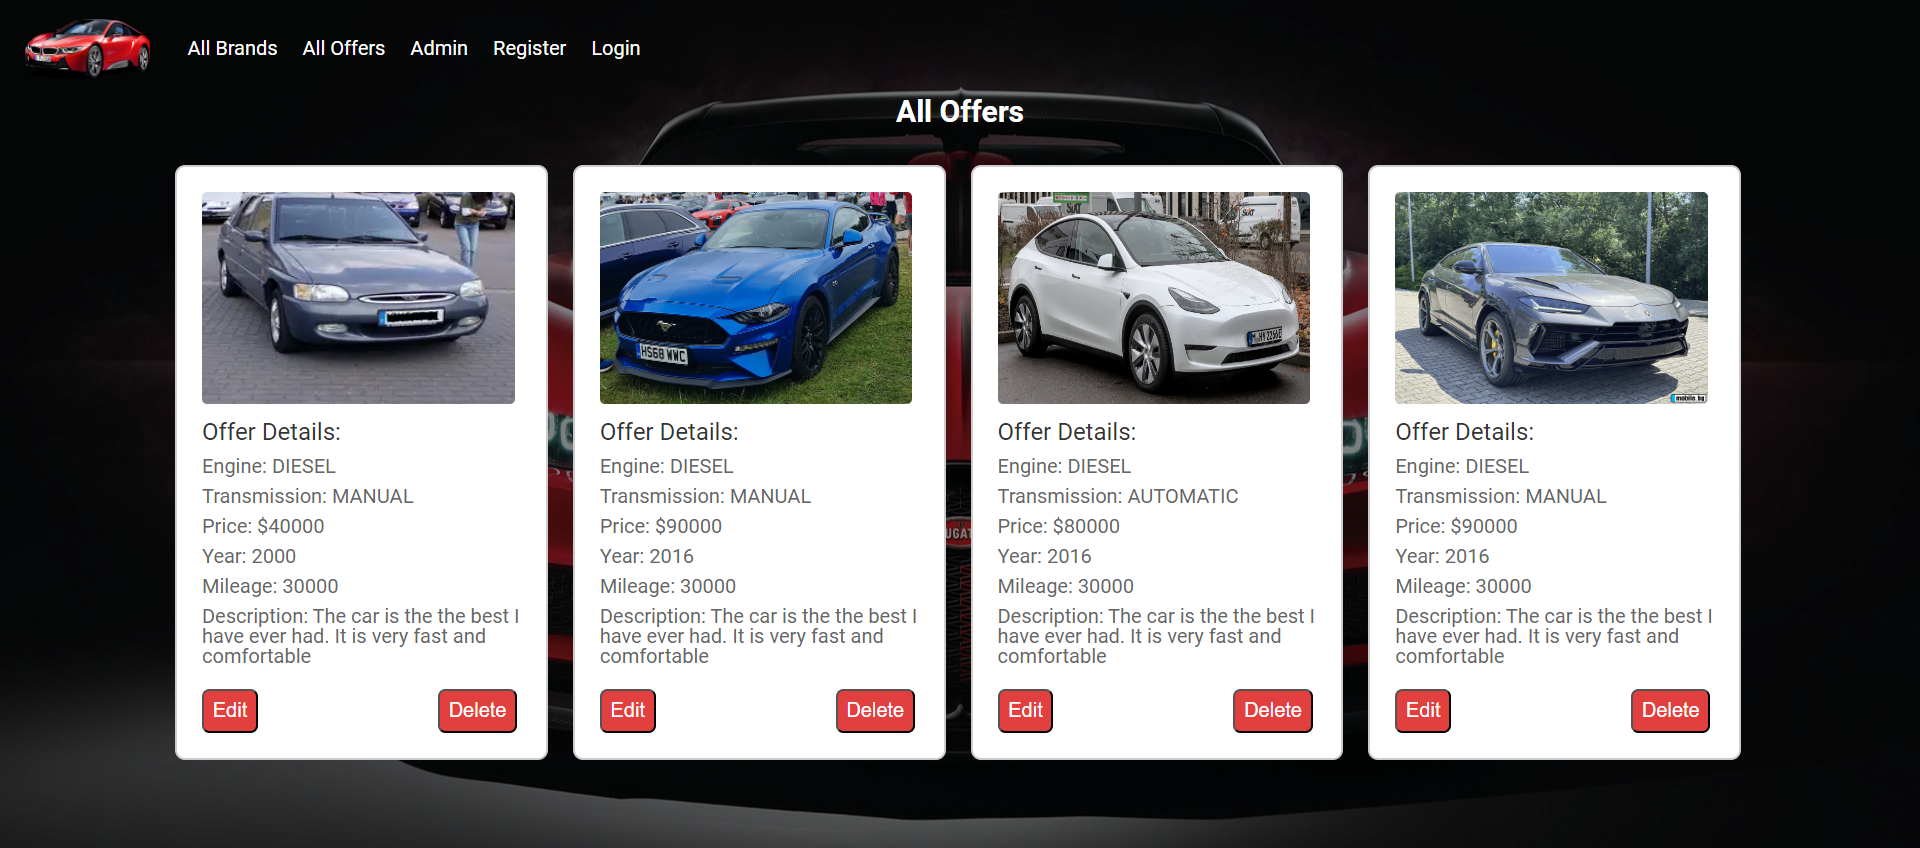 All Brands All Offers Admin Register Login
All Offers
SIXT
SIXT
HS68 WWC
mobile.bg
Offer Details:
Engine: DIESEL
Transmission: MANUAL
Price: $40000
Year: 2000
Mileage: 30000
Description: The car is the the best I
have ever had. It is very fast and
comfortable
Edit Delete
Offer Details:
Engine: DIESEL
Transmission: MANUAL
Price: $90000
Year: 2016
Mileage: 30000
Description: The car is the the best I
have ever had. It is very fast and
comfortable
Edit Delete
Offer Details:
Engine: DIESEL
Transmission: AUTOMATIC
Price: $80000
Year: 2016
Mileage: 30000
Description: The car is the the best I
have ever had. It is very fast and
comfortable
Edit Delete
Offer Details:
Engine: DIESEL
Transmission: MANUAL
Price: $90000
Year: 2016
Mileage: 30000
Description: The car is the the best I
have ever had. It is very fast and
comfortable
Edit Delete
UGAT